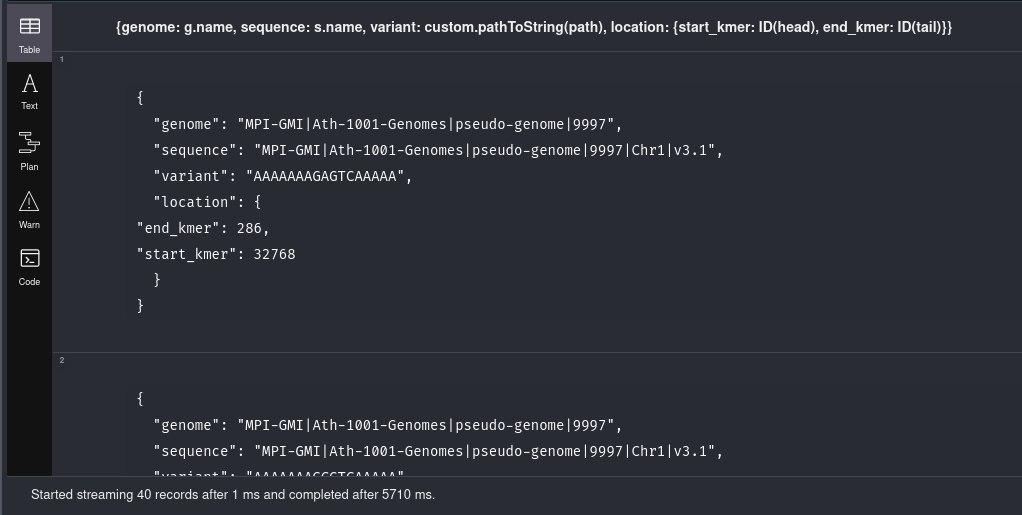 {genome: g.name, sequence: s.name, variant: custom.pathToString(path), location: {start_kmer: ID(head), end_kmer: ID(tail)}}
Table
Text
Plan
Warn
Code
1
{
"genome": "MPI-GMI|Ath-1001-Genomes|pseudo-genome|9997",
"sequence": "MPI-GMI|Ath-1001-Genomes|pseudo-genome|9997|Chr1|v3.1",
"variant": "AAAAAAAGAGTCAAAAA",
"location": {
"end_kmer": 286,
"start_kmer": 32768
}
}
2
{
"genome": "MPI-GMI|Ath-1001-Genomes|pseudo-genome|9997",
"sequence": "MPI-GMI|Ath-1001-Genomes|pseudo-genome|9997|Chr1|v3.1",
"variant":
Started streaming 40 records after 1 ms and completed after 5710 ms.